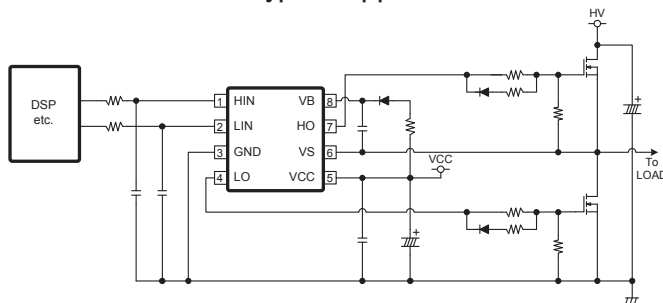 HV
DSP
etc.
1 HIN VB 8
2 LIN HO 7
3 GND VS 6
4 LO VCC 5
VCC
To
LOAD
+
+